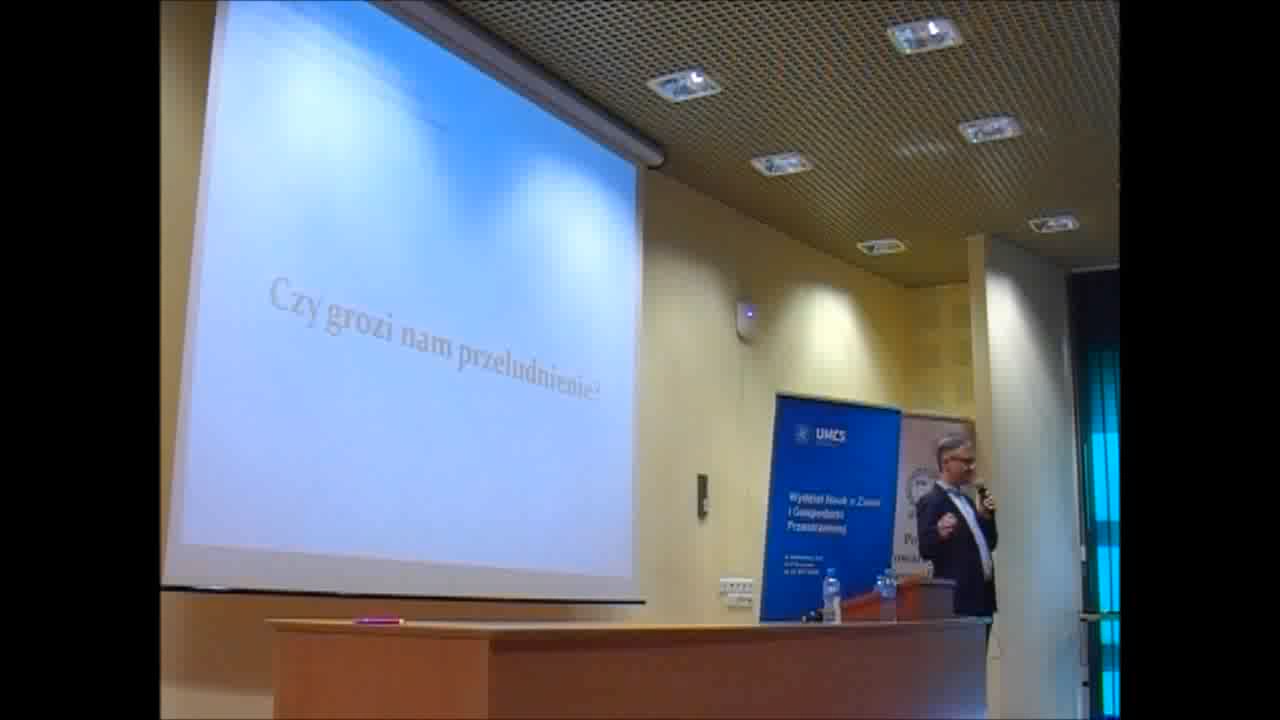 Czy grozi nam przeludnienie?
UMCS
Wydział Nauk o Ziemi
i Gospodarki
Przestrzennej